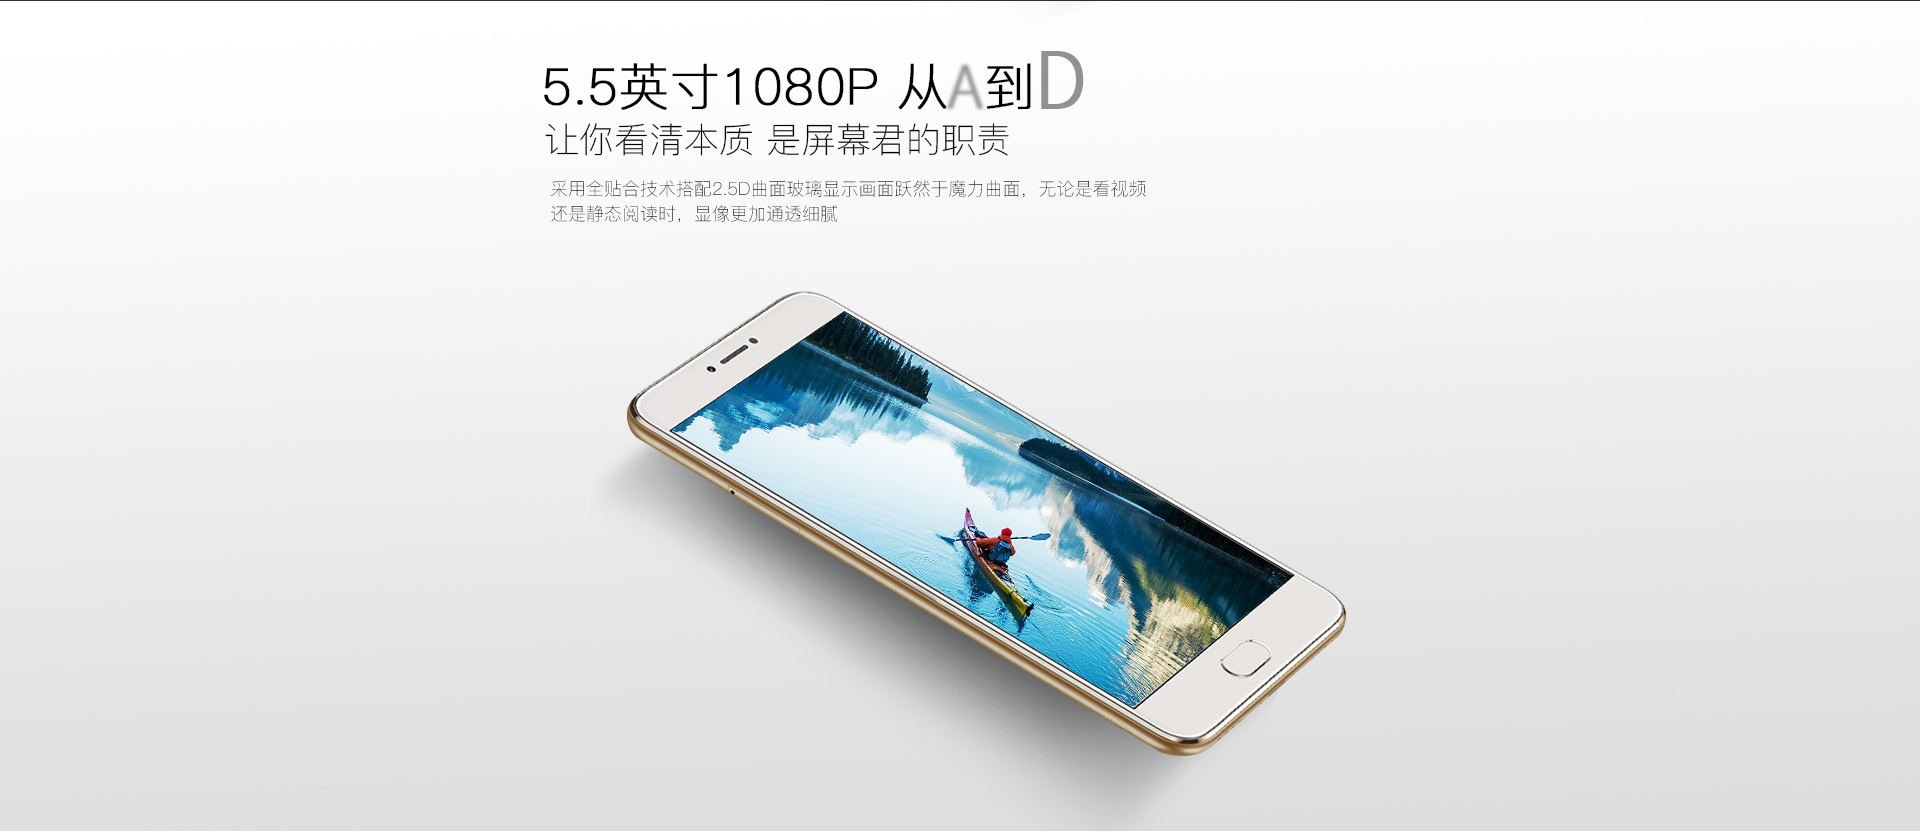 5.5英寸1080P 从A到D
让你看清本质 是屏幕君的职责
采用全贴合技术搭配2.5D曲面玻璃显示画面跃然于魔力曲面，无论是看视频
还是静态阅读时，显像更加通透细腻